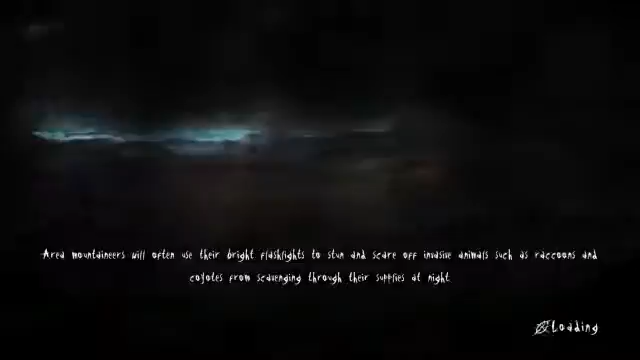 Area mountaineers will often use their bright flashlights to stun and scare off invasive animals such as raccoons and
coyotes from scavenging through their supplies at night.
Loading